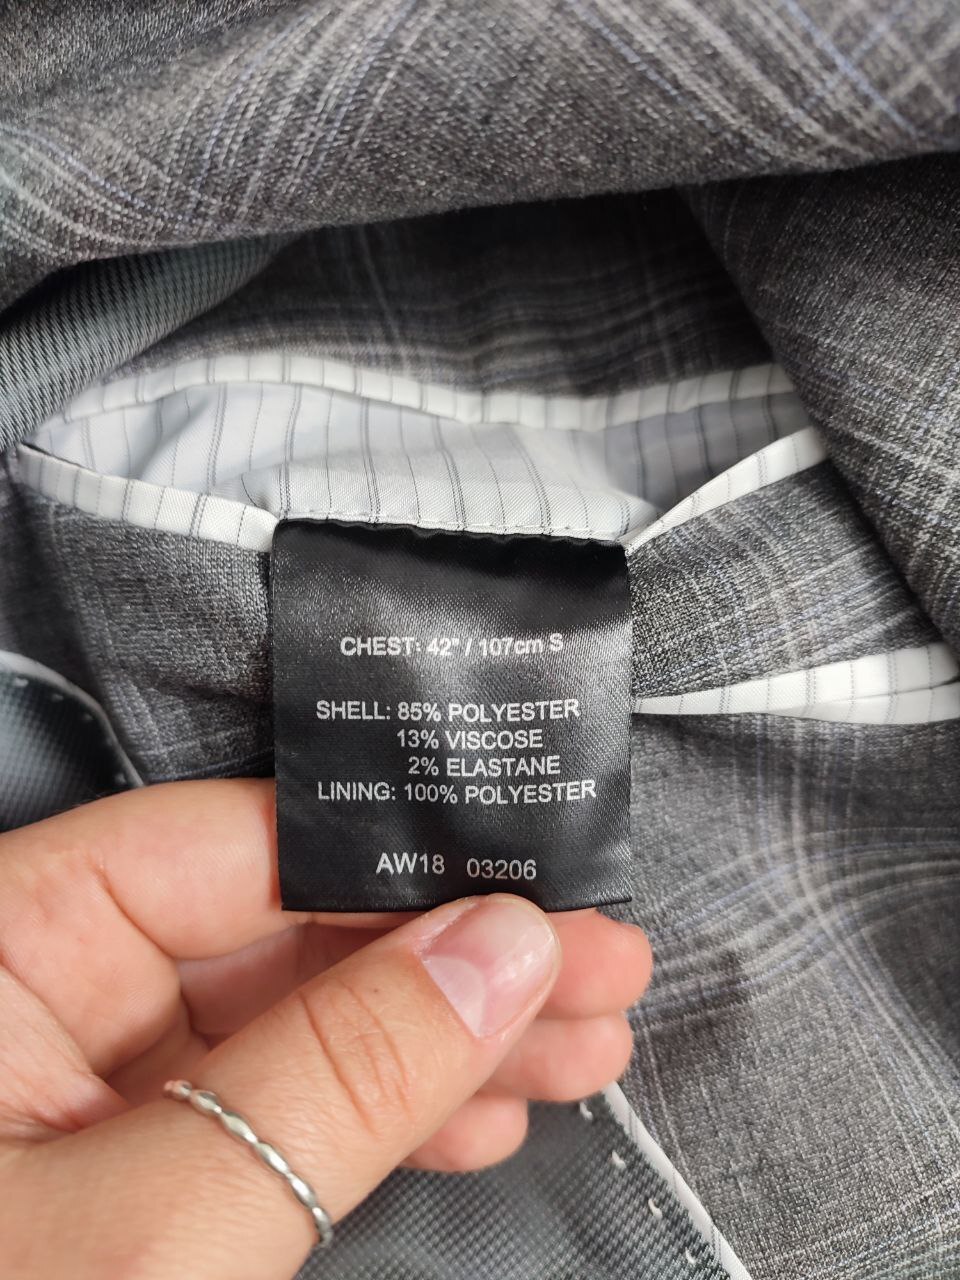 CHEST: 42" / 107cm S
SHELL: 85% POLYESTER
13% VISCOSE
2% ELASTANE
LINING: 100% POLYESTER
AW18 03206